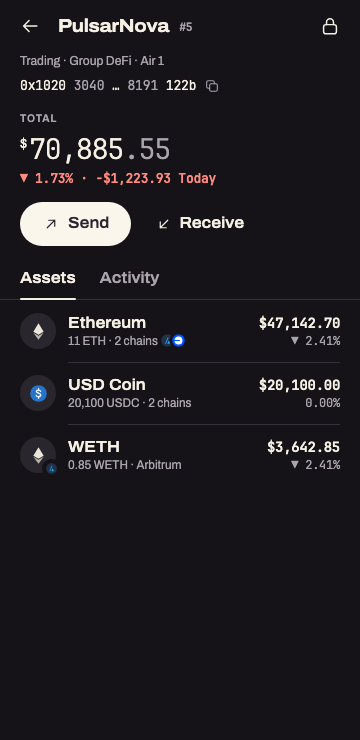 PulsarNova #5
Trading · Group DeFi · Air 1
0x1020 3040 … 8191 122b
TOTAL
$70,885.55
▼ 1.73% · -$1,223.93 Today
Send
Receive
Assets
Activity
Ethereum $47,142.70
11 ETH · 2 chains ▼ 2.41%
USD Coin $20,100.00
20,100 USDC · 2 chains 0.00%
WETH $3,642.85
0.85 WETH · Arbitrum ▼ 2.41%